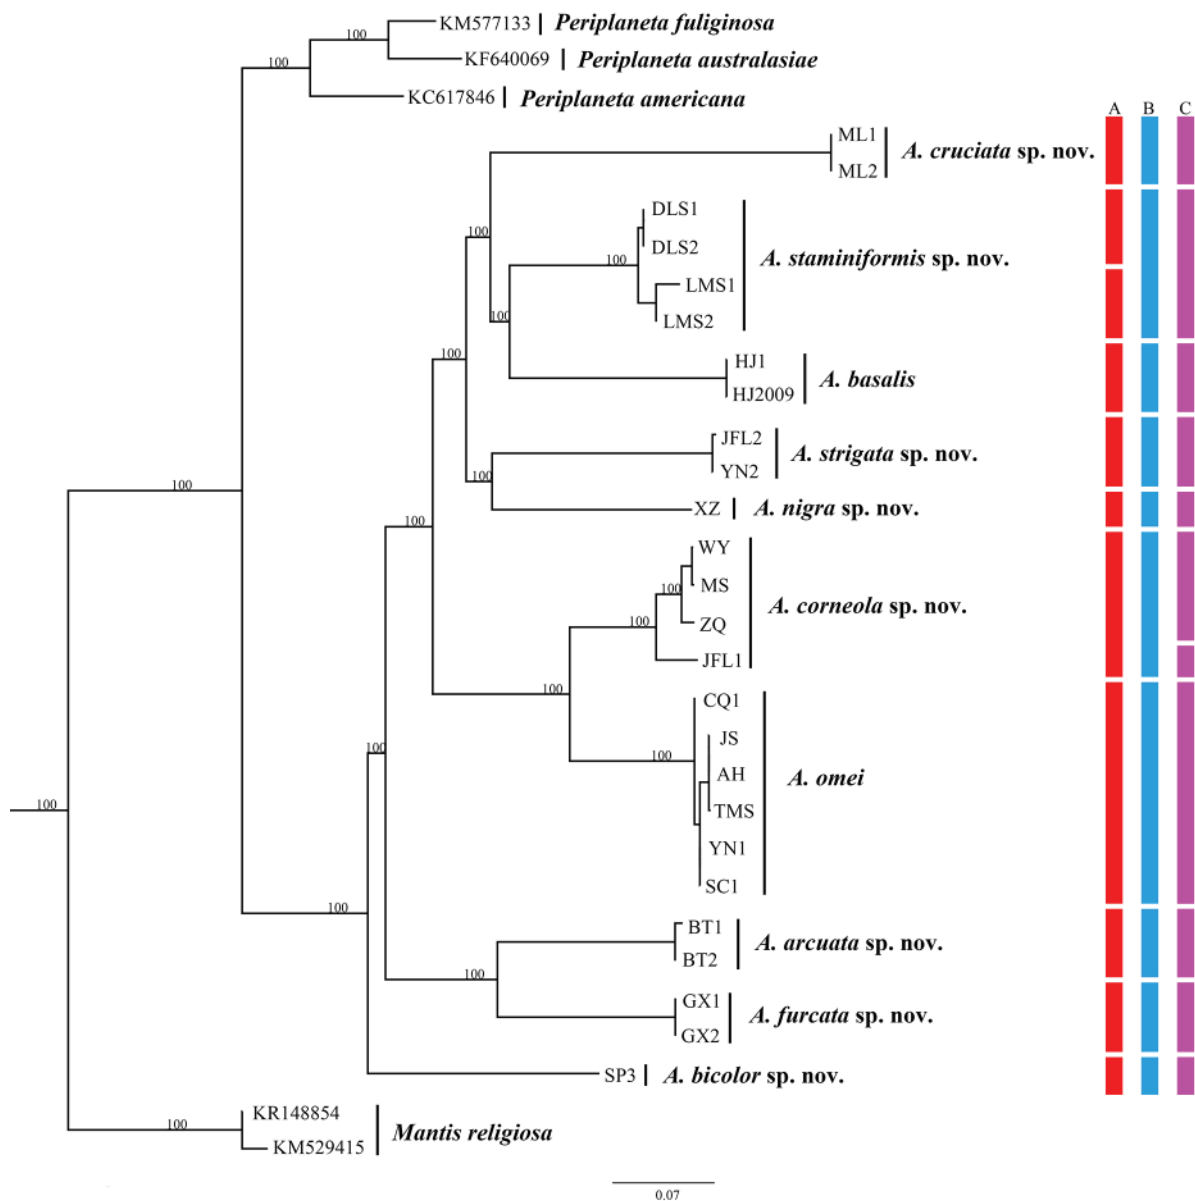 KM577133 Periplaneta fuliginosa
100
KF640069 Periplaneta australasiae
100
KC617846 Periplaneta americana
A B C
ML1
A. cruciata sp. nov.
ML2
DLS1
100
DLS2
A. staminiformis sp. nov.
100
LMS1
100
LMS2
100
HJ1
A. basalis
HJ2009
JFL2
A. strigata sp. nov.
YN2
100
100
XZ A. nigra sp. nov.
100
WY
MS
100
A. corneola sp. nov.
100
ZQ
JFL1
100
CQ1
JS
100
100
AH
A. omei
100
TMS
YN1
SC1
100
BT1
A. arcuata sp. nov.
BT2
100
GX1
A. furcata sp. nov.
GX2
SP3 A. bicolor sp. nov.
KR148854
100
Mantis religiosa
KM529415
0.07